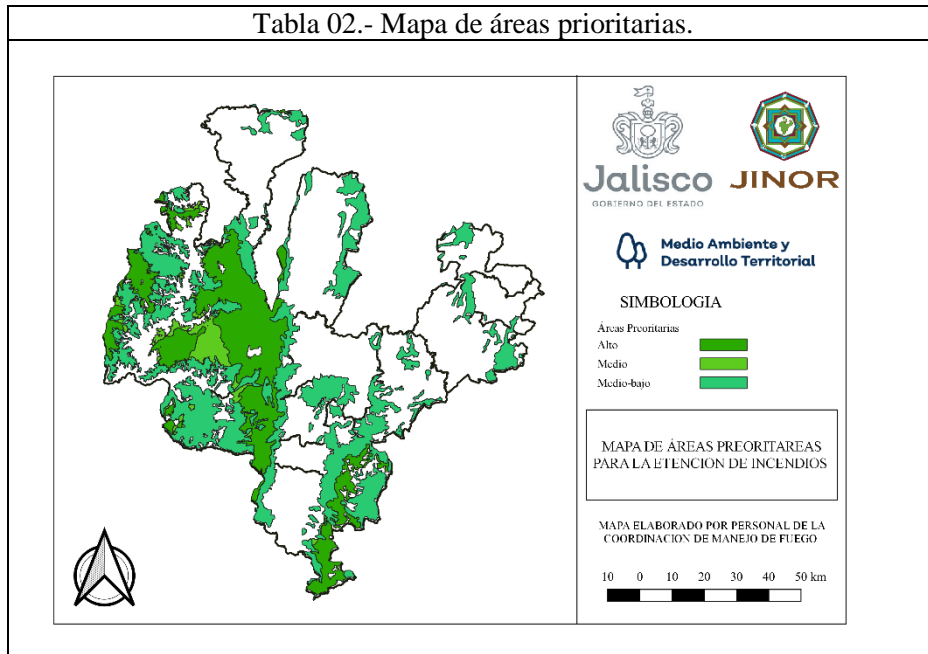 Tabla 02.- Mapa de áreas prioritarias.
Jalisco
GOBIERNO DEL ESTADO
JINOR
Medio Ambiente y
Desarrollo Territorial
SIMBOLOGIA
Áreas Preoritarias
Alto
Medio
Medio-bajo
MAPA DE ÁREAS PREORITAREAS
PARA LA ETENCION DE INCENDIOS
MAPA ELABORADO POR PERSONAL DE LA
COORDINACION DE MANEJO DE FUEGO
10 0 10 20 30 40 50 km